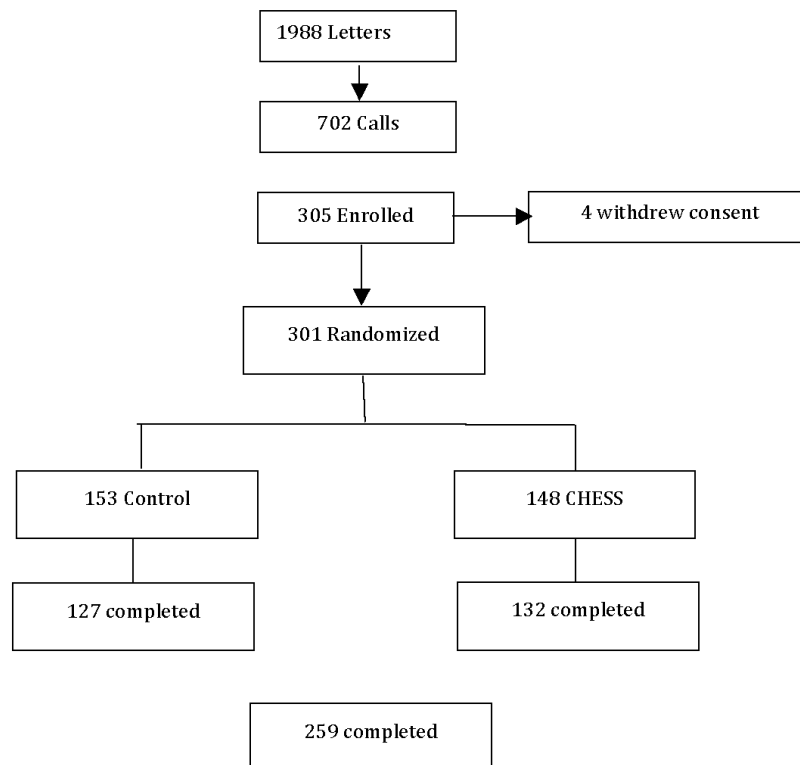 1988 Letters
702 Calls
305 Enrolled
4 withdrew consent
301 Randomized
153 Control
148 CHESS
127 completed
132 completed
259 completed